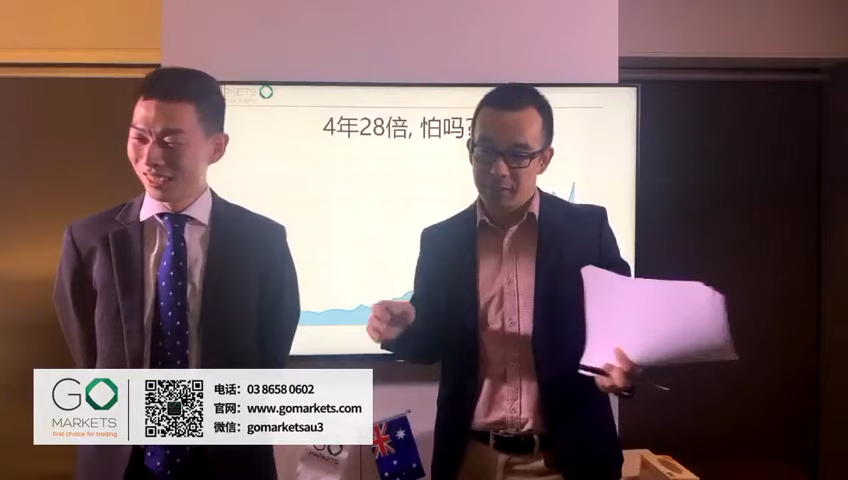 RKETS
4年28倍, 怕吗?
GO
MARKETS
First choice for trading
电话: 03 8658 0602
官网: www.gomarkets.com
微信: gomarketsau3
GO
MARKETS